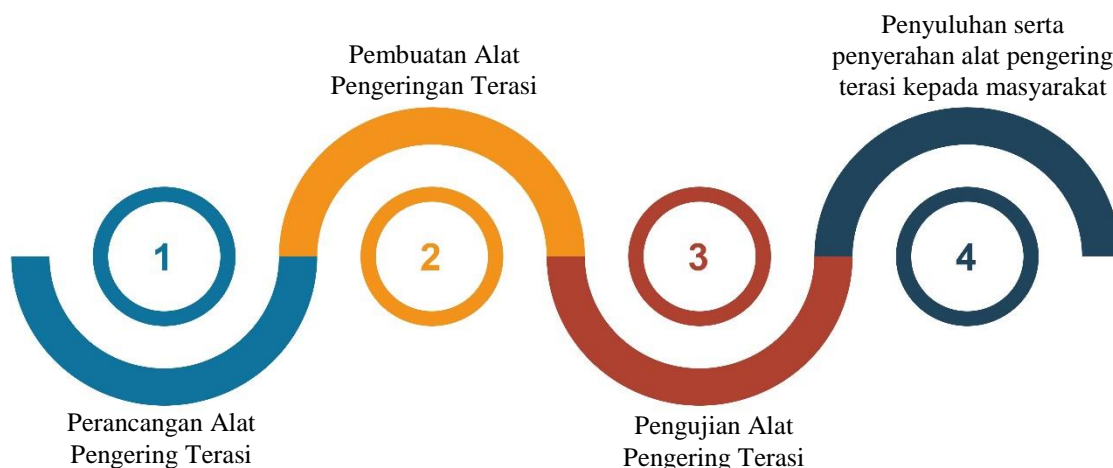 1
Perancangan Alat
Pengering Terasi
Pembuatan Alat
Pengeringan Terasi
2
3
Pengujian Alat
Pengering Terasi
Penyuluhan serta
penyerahan alat pengering
terasi kepada masyarakat
4